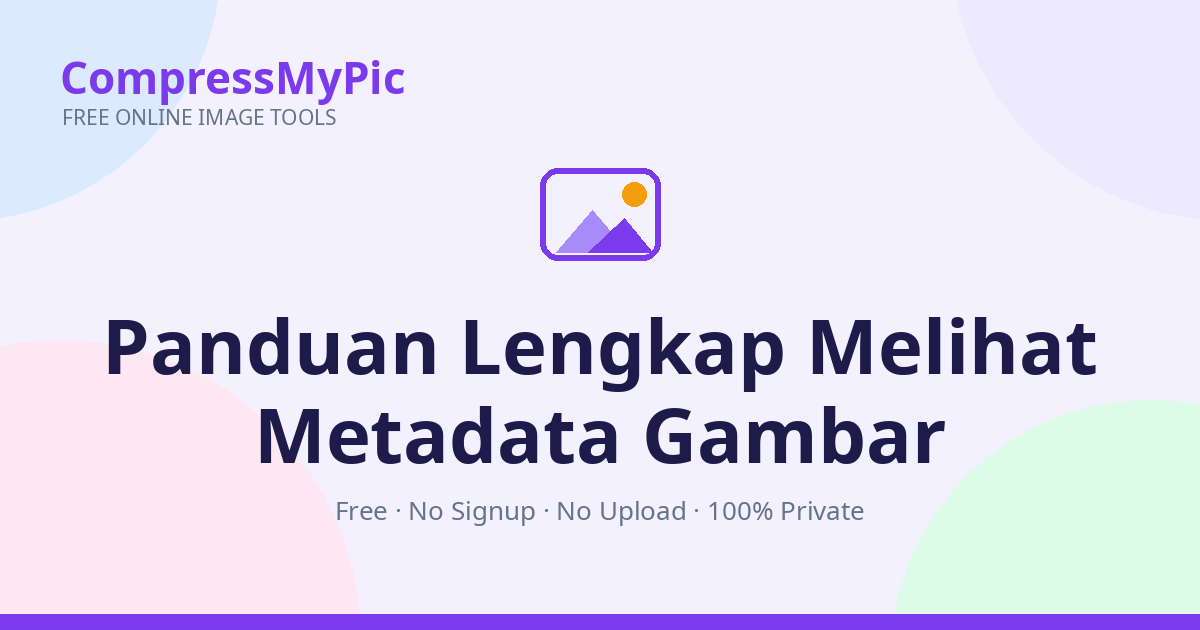 CompressMyPic
FREE ONLINE IMAGE TOOLS
Panduan Lengkap Melihat
Metadata Gambar
Free · No Signup · No Upload · 100% Private